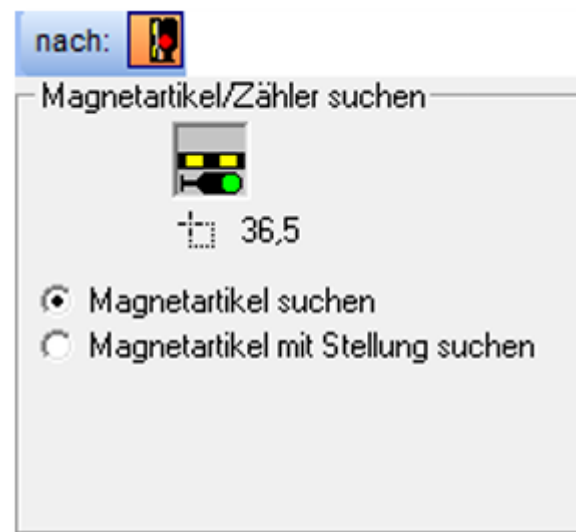 nach:
Magnetartikel/Zähler suchen
36,5
Magnetartikel suchen
Magnetartikel mit Stellung suchen